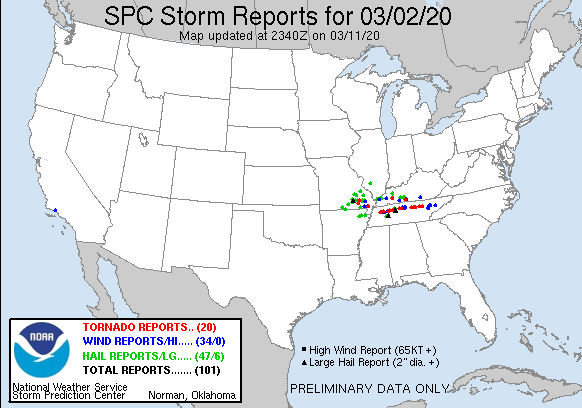 SPC Storm Reports for 03/02/20
Map updated at 2340Z on 03/11/20
NOAA
TORNADO REPORTS.. (20)
WIND REPORTS/HI..... (34/0)
HAIL REPORTS/LG..... (47/6)
TOTAL REPORTS....... (101)
National Weather Service
Storm Prediction Center Norman, Oklahoma
High Wind Report (65KT +)
Large Hail Report (2" dia. +)
PRELIMINARY DATA ONLY